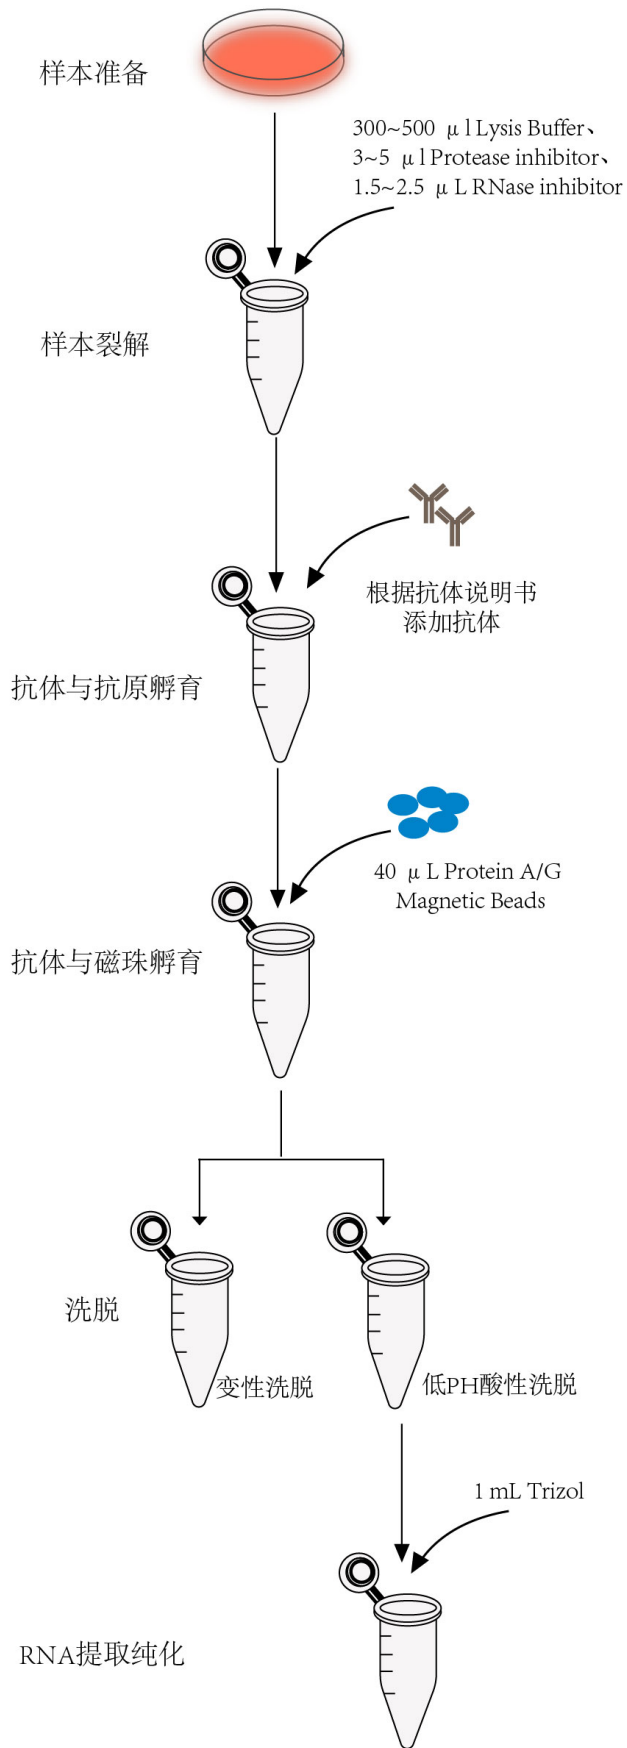 样本准备
300~500 μl Lysis Buffer、
3~5 μl Protease inhibitor、
1.5~2.5 μL RNase inhibitor
样本裂解
根据抗体说明书
添加抗体
抗体与抗原孵育
40 μL Protein A/G
Magnetic Beads
抗体与磁珠孵育
洗脱
变性洗脱
低PH酸性洗脱
1 mL Trizol
RNA提取纯化